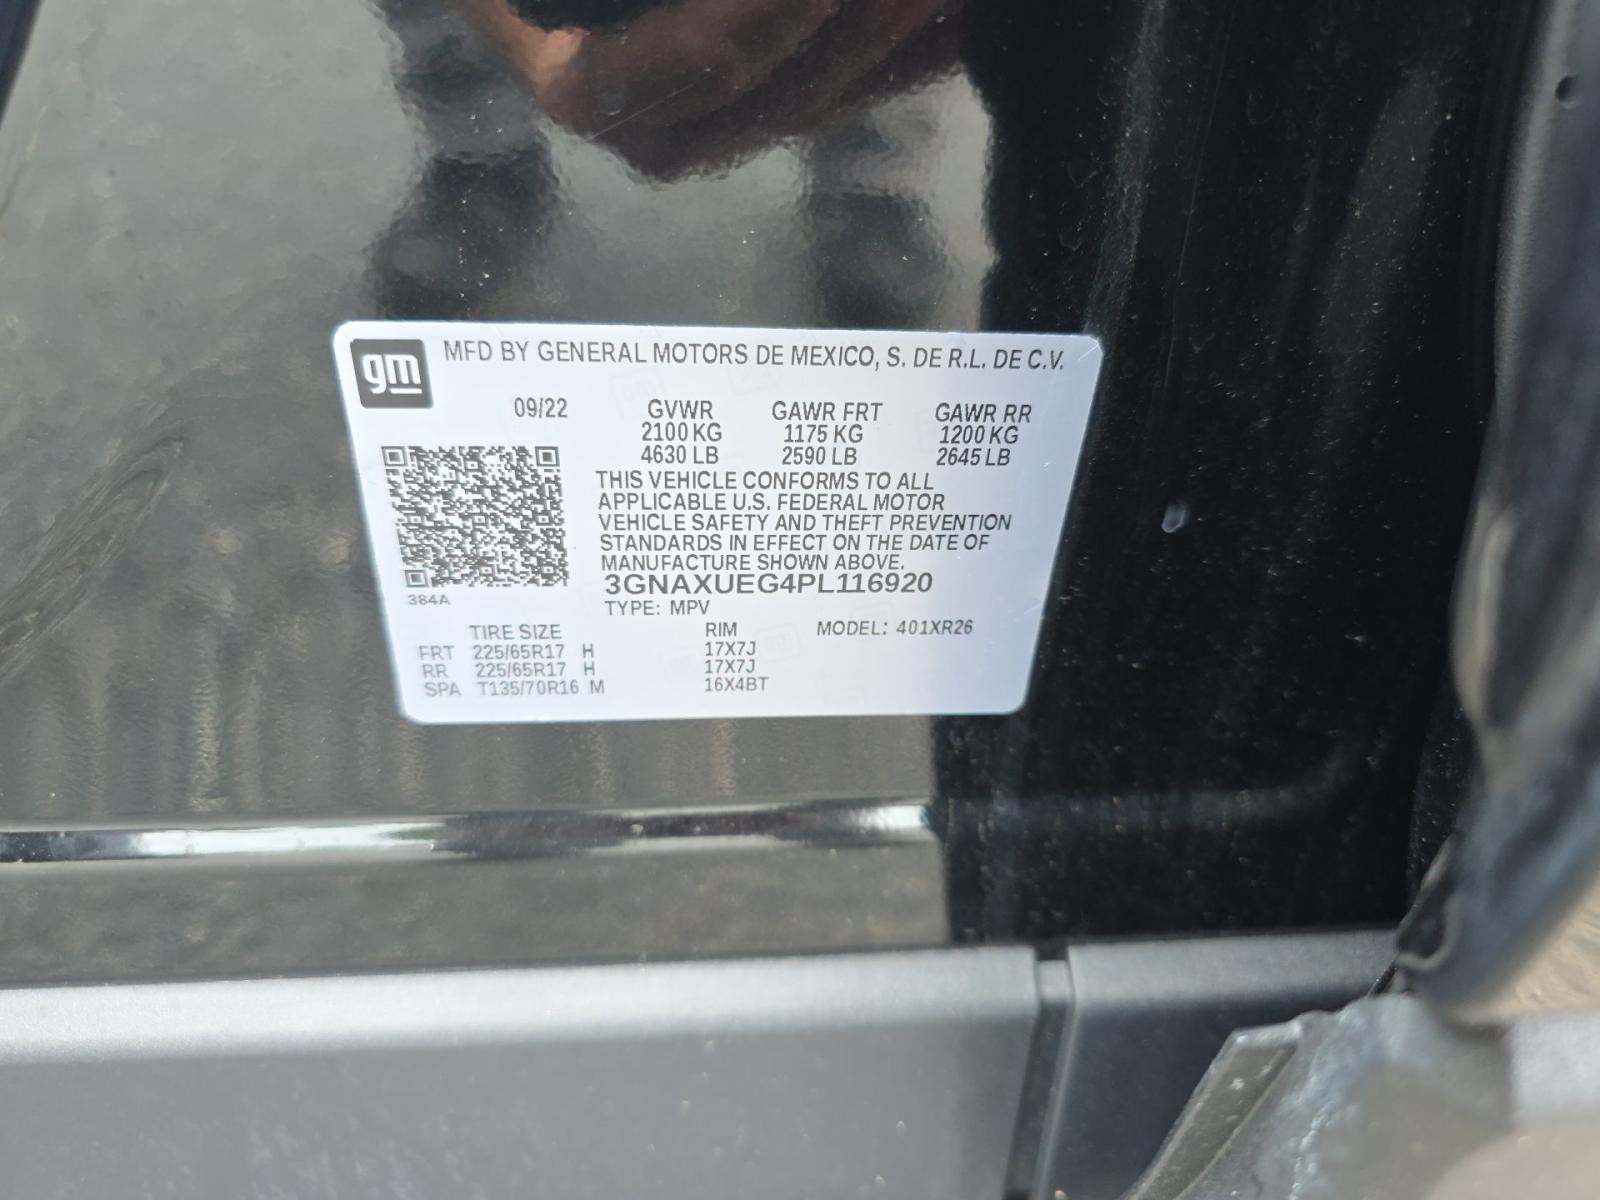 gm MFD BY GENERAL MOTORS DE MEXICO, S. DE R.L. DE C.V.
09/22 GVWR GAWR FRT GAWR RR
2100 KG 1175 KG 1200 KG
4630 LB 2590 LB 2645 LB
THIS VEHICLE CONFORMS TO ALL
APPLICABLE U.S. FEDERAL MOTOR
VEHICLE SAFETY AND THEFT PREVENTION
STANDARDS IN EFFECT ON THE DATE OF
MANUFACTURE SHOWN ABOVE.
3GNAXUEG4PL116920
384A
TYPE: MPV
TIRE SIZE RIM MODEL: 401XR26
FRT 225/65R17 H 17X7J
RR 225/65R17 H 17X7J
SPA T135/70R16 M 16X4BT